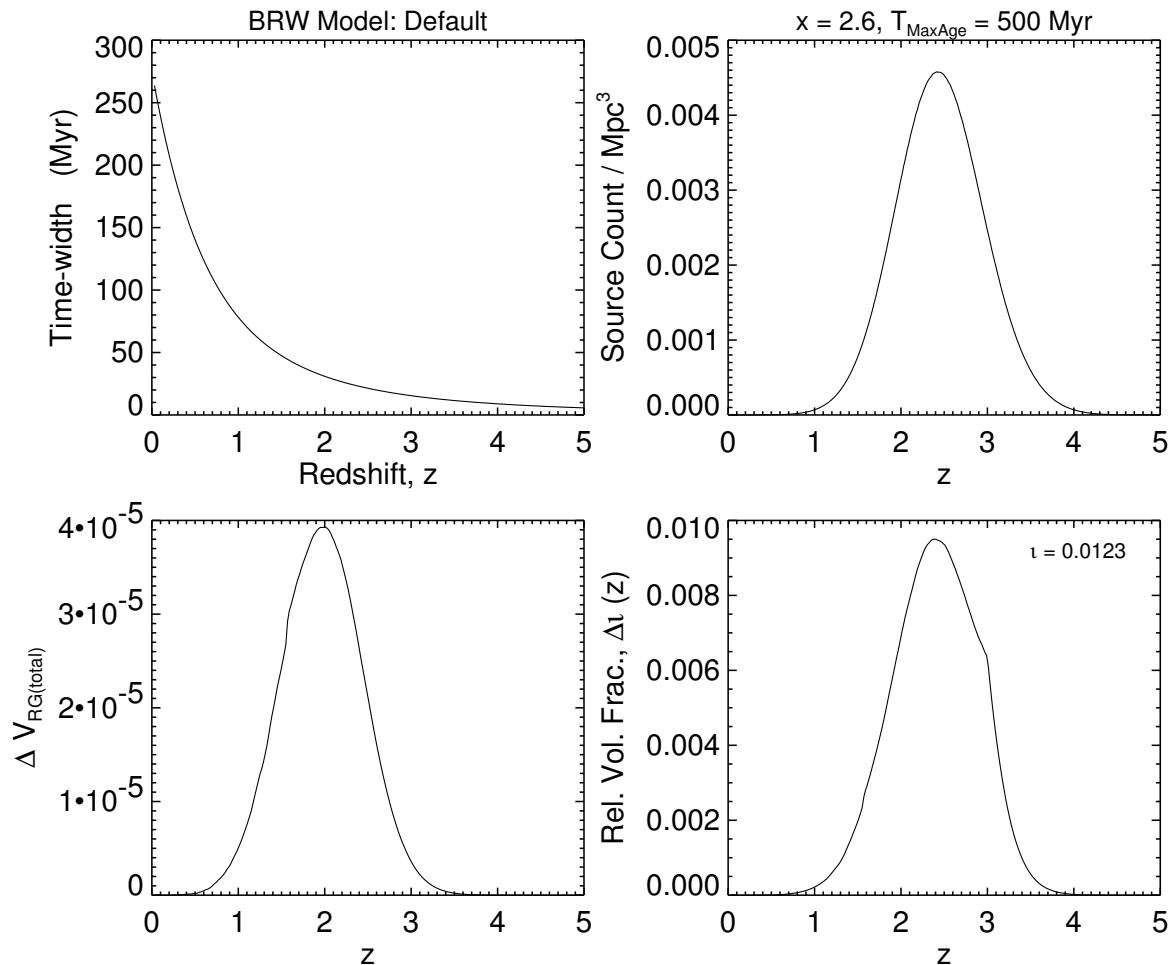 BRW Model: Default
300
250
200
150
100
50
0
Time-width (Myr)
0 1 2 3 4 5
Redshift, z
x = 2.6, T_MaxAge = 500 Myr
0.005
0.004
0.003
0.002
0.001
0.000
Source Count / Mpc³
0 1 2 3 4 5
z
4•10⁻⁵
3•10⁻⁵
2•10⁻⁵
1•10⁻⁵
0
Δ V_RG(total)
0 1 2 3 4 5
z
0.010
0.008
0.006
0.004
0.002
0.000
Rel. Vol. Frac., Δι (z)
ι = 0.0123
0 1 2 3 4 5
z